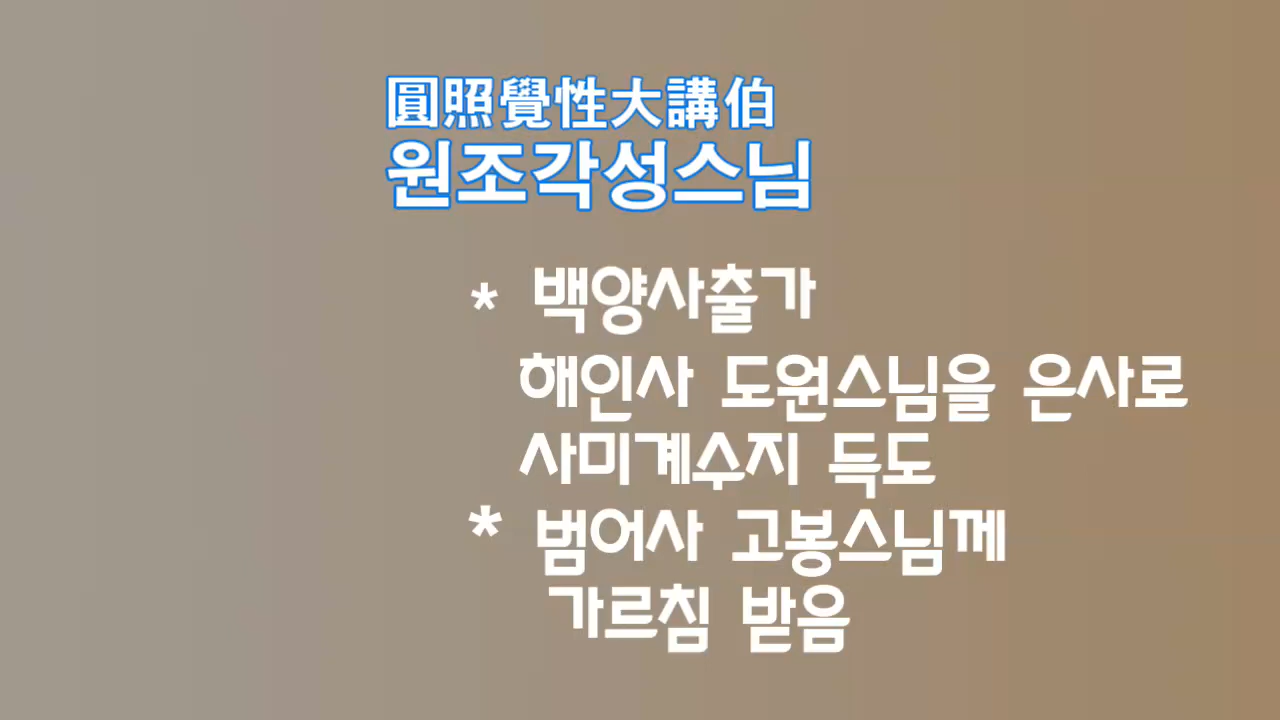 圓照覺性大講伯
원조각성스님
* 백양사출가
해인사 도원스님을 은사로
사미계수지 득도
* 범어사 고봉스님께
가르침 받음